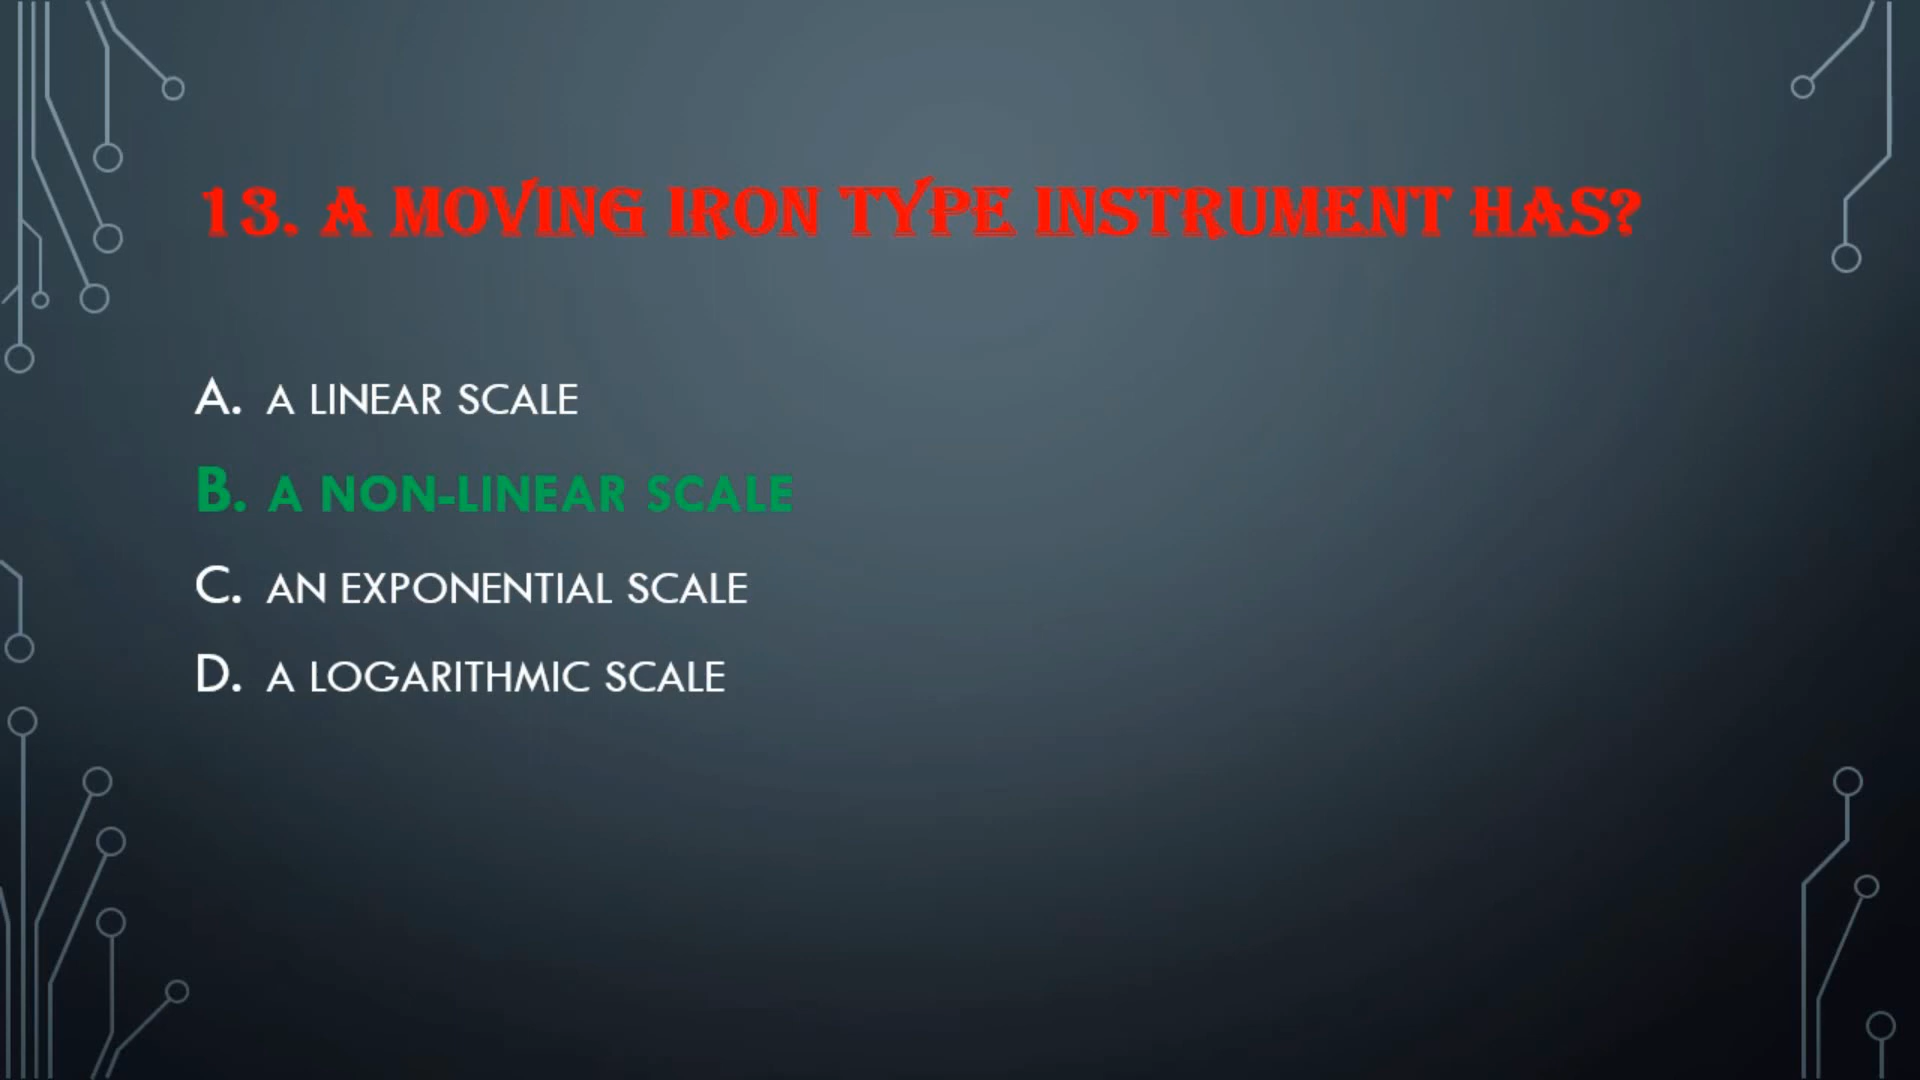 13. A MOVING IRON TYPE INSTRUMENT HAS?
A. A LINEAR SCALE
B. A NON-LINEAR SCALE
C. AN EXPONENTIAL SCALE
D. A LOGARITHMIC SCALE